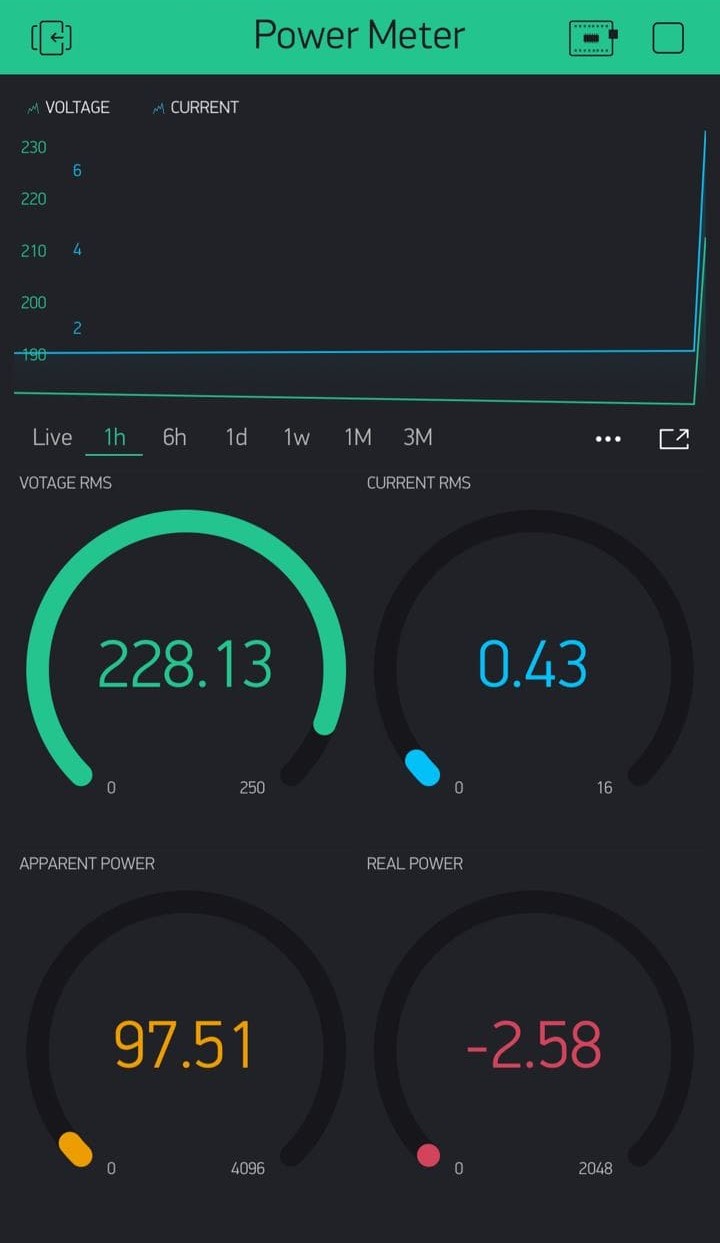 Power Meter
VOLTAGE CURRENT
230
6
220
210 4
200
2
190
Live 1h 6h 1d 1w 1M 3M
VOTAGE RMS CURRENT RMS
228.13 0.43
0 250 0 16
APPARENT POWER REAL POWER
97.51 -2.58
0 4096 0 2048